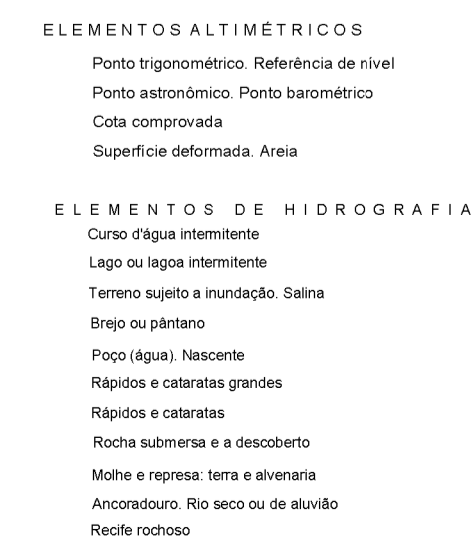 ELEMENTOS ALTIMÉTRICOS
Ponto trigonométrico. Referência de nível
Ponto astronômico. Ponto barométrico
Cota comprovada
Superfície deformada. Areia
ELEMENTOS DE HIDROGRAFIA
Curso d'água intermitente
Lago ou lagoa intermitente
Terreno sujeito a inundação. Salina
Brejo ou pântano
Poço (água). Nascente
Rápidos e cataratas grandes
Rápidos e cataratas
Rocha submersa e a descoberto
Molhe e represa: terra e alvenaria
Ancoradouro. Rio seco ou de aluvião
Recife rochoso